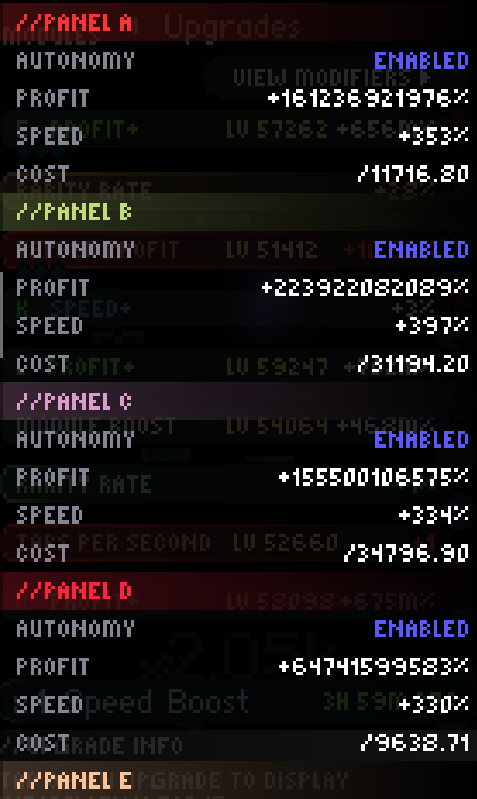 //PANEL A
AUTONOMY ENABLED
PROFIT +161236921976%
SPEED +353%
COST /11716.80
//PANEL B
AUTONOMY ENABLED
PROFIT +223922082089%
SPEED +397%
COST /31194.20
//PANEL C
AUTONOMY ENABLED
PROFIT +155500106575%
SPEED +334%
COST /34796.90
//PANEL D
AUTONOMY ENABLED
PROFIT +64741599583%
SPEED +330%
COST /9638.71
//PANEL E